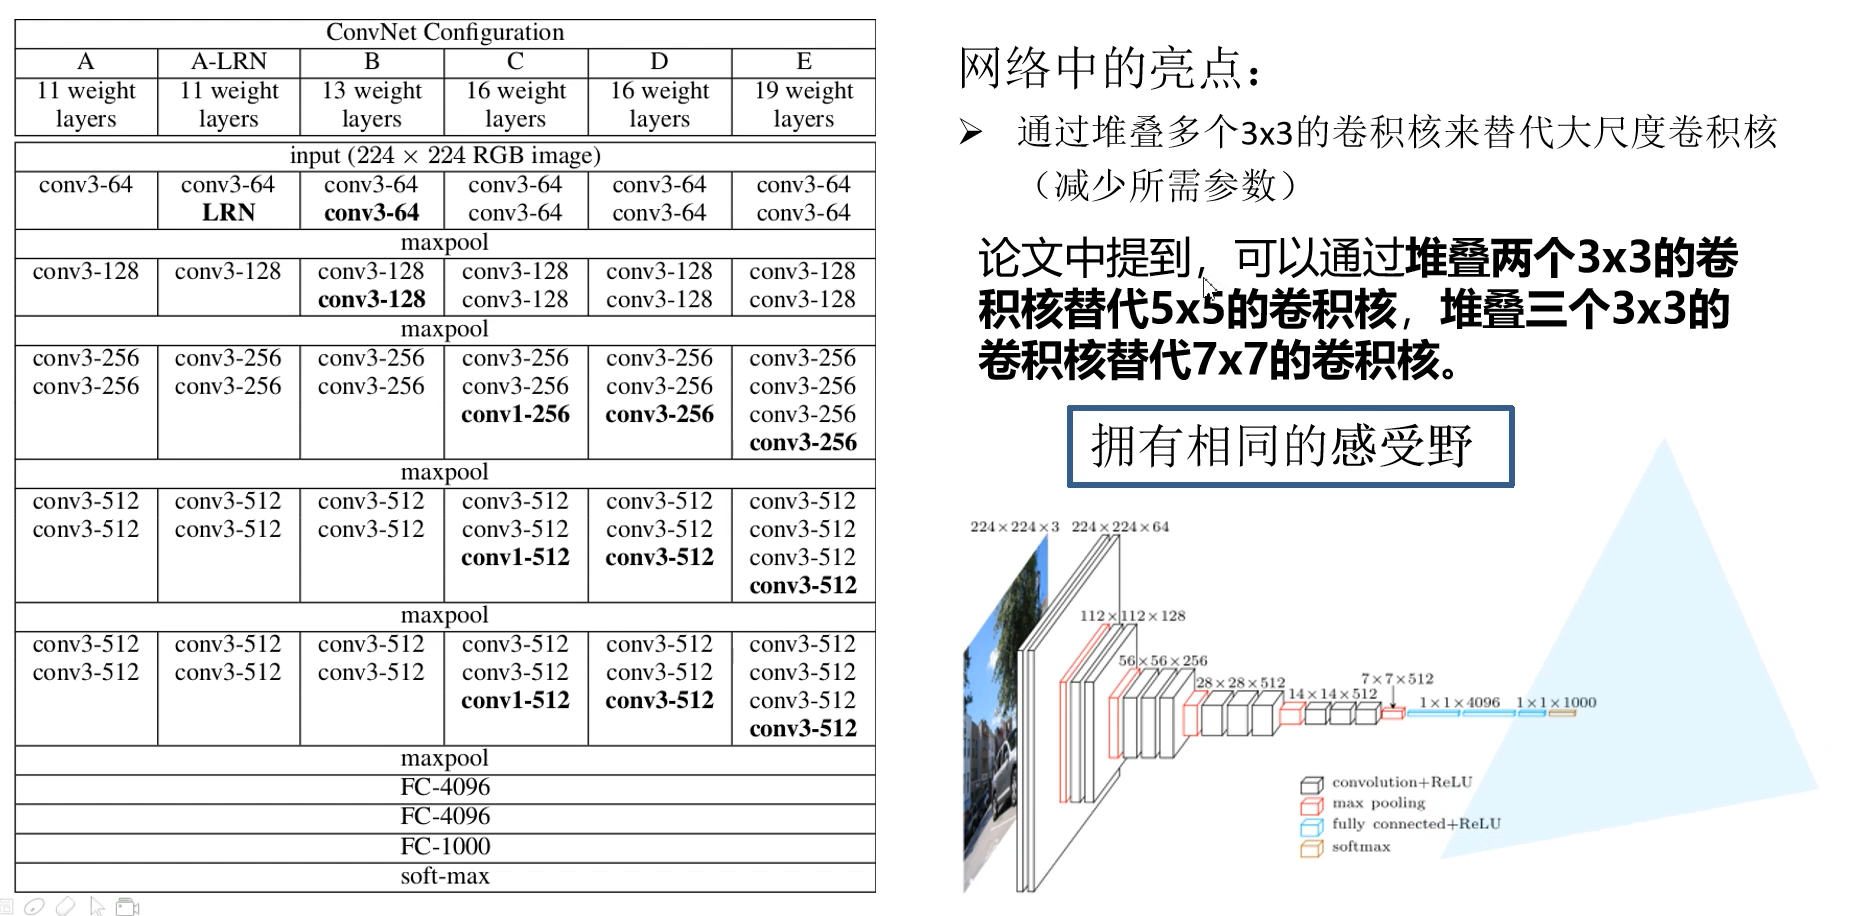 ConvNet Configuration
A A-LRN B C D E
11 weight layers 11 weight layers 13 weight layers 16 weight layers 16 weight layers 19 weight layers
input (224 × 224 RGB image)
conv3-64 conv3-64 conv3-64 conv3-64 conv3-64 conv3-64
LRN conv3-64 conv3-64 conv3-64 conv3-64
maxpool
conv3-128 conv3-128 conv3-128 conv3-128 conv3-128 conv3-128
conv3-128 conv3-128 conv3-128 conv3-128
maxpool
conv3-256 conv3-256 conv3-256 conv3-256 conv3-256 conv3-256
conv3-256 conv3-256 conv3-256 conv3-256 conv3-256 conv3-256
conv1-256 conv3-256 conv3-256
conv3-256
maxpool
conv3-512 conv3-512 conv3-512 conv3-512 conv3-512 conv3-512
conv3-512 conv3-512 conv3-512 conv3-512 conv3-512 conv3-512
conv1-512 conv3-512 conv3-512
conv3-512
maxpool
conv3-512 conv3-512 conv3-512 conv3-512 conv3-512 conv3-512
conv3-512 conv3-512 conv3-512 conv3-512 conv3-512 conv3-512
conv1-512 conv3-512 conv3-512
conv3-512
maxpool
FC-4096
FC-4096
FC-1000
soft-max
网络中的亮点：
➢ 通过堆叠多个3x3的卷积核来替代大尺度卷积核
（减少所需参数）
论文中提到，可以通过堆叠两个3x3的卷
积核替代5x5的卷积核，堆叠三个3x3的
卷积核替代7x7的卷积核。
拥有相同的感受野
224×224×3 224×224×64
112×112×128
56×56×256
28×28×512
14×14×512
7×7×512
1×1×4096 1×1×1000
convolution+ReLU
max pooling
fully connected+ReLU
softmax